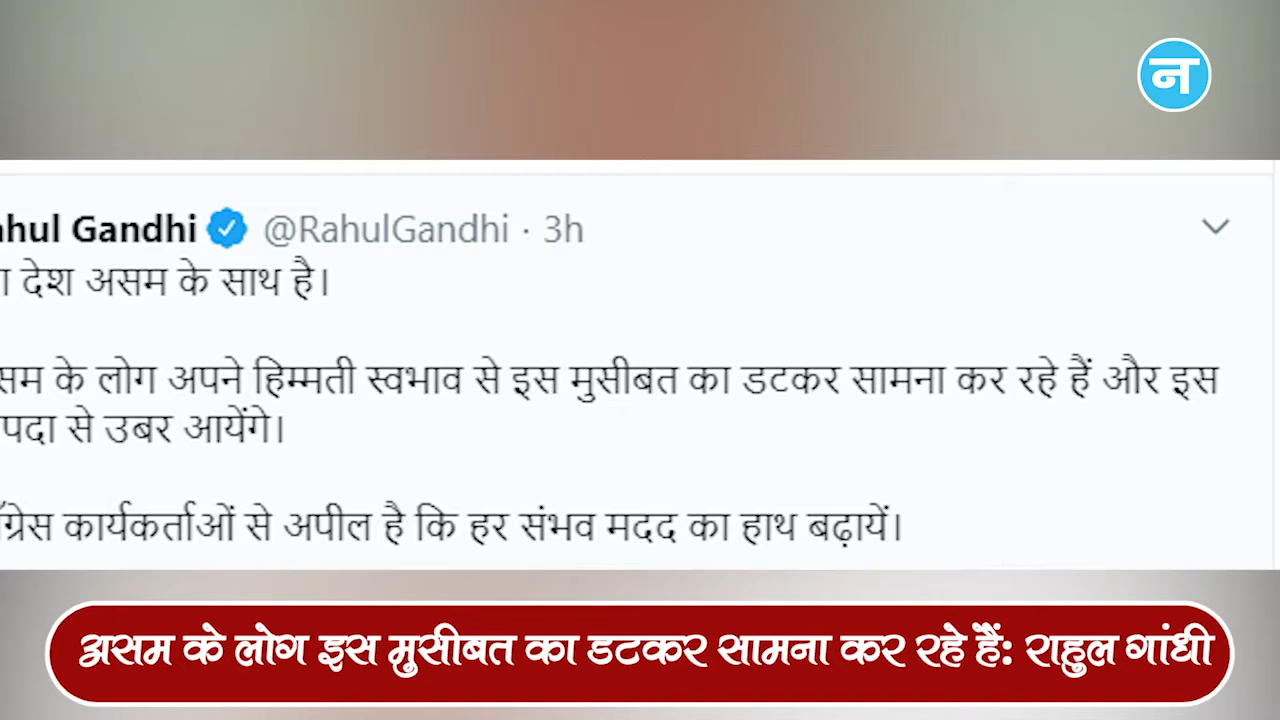 न
ahul Gandhi @RahulGandhi · 3h
देश असम के साथ है।
सम के लोग अपने हिम्मती स्वभाव से इस मुसीबत का डटकर सामना कर रहे हैं और इस
पदा से उबर आयेंगे।
ग्रेस कार्यकर्ताओं से अपील है कि हर संभव मदद का हाथ बढ़ायें।
असम के लोग इस मुसीबत का डटकर सामना कर रहे हैं: राहुल गांधी